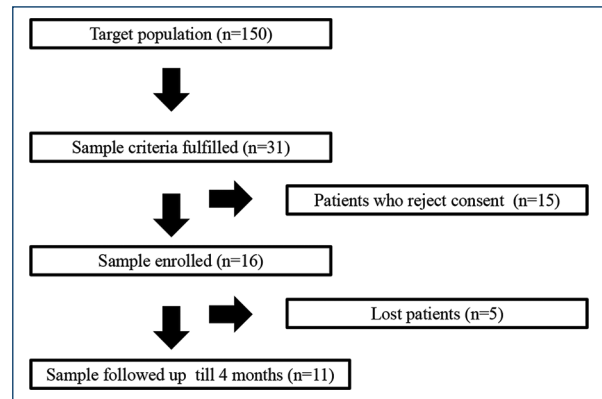 Target population (n=150)
Sample criteria fulfilled (n=31)
Patients who reject consent (n=15)
Sample enrolled (n=16)
Lost patients (n=5)
Sample followed up till 4 months (n=11)